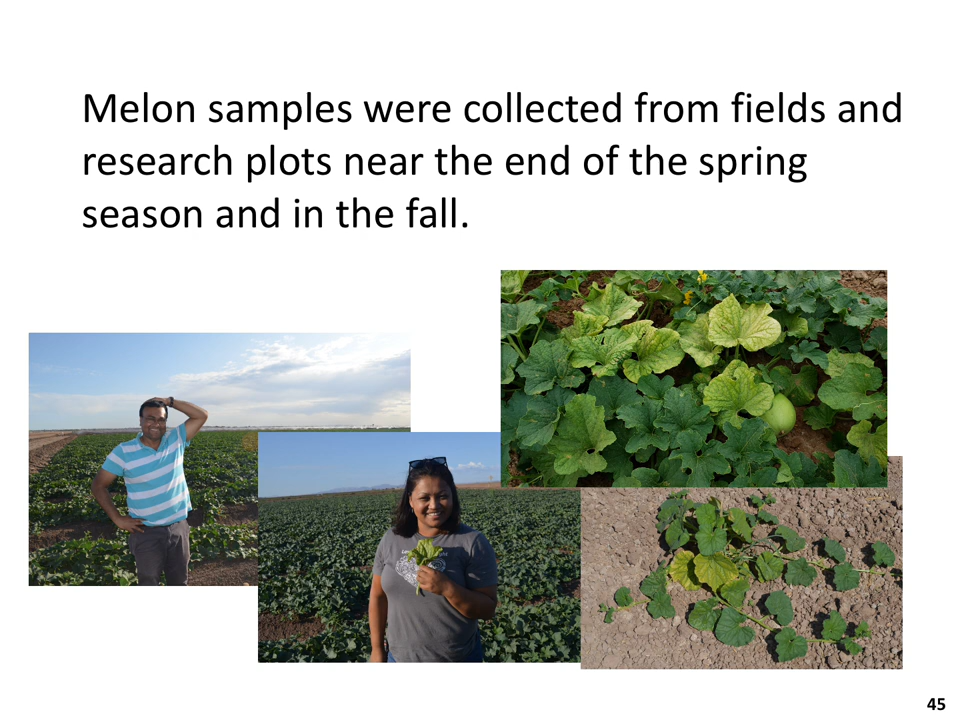 Melon samples were collected from fields and
research plots near the end of the spring
season and in the fall.
45